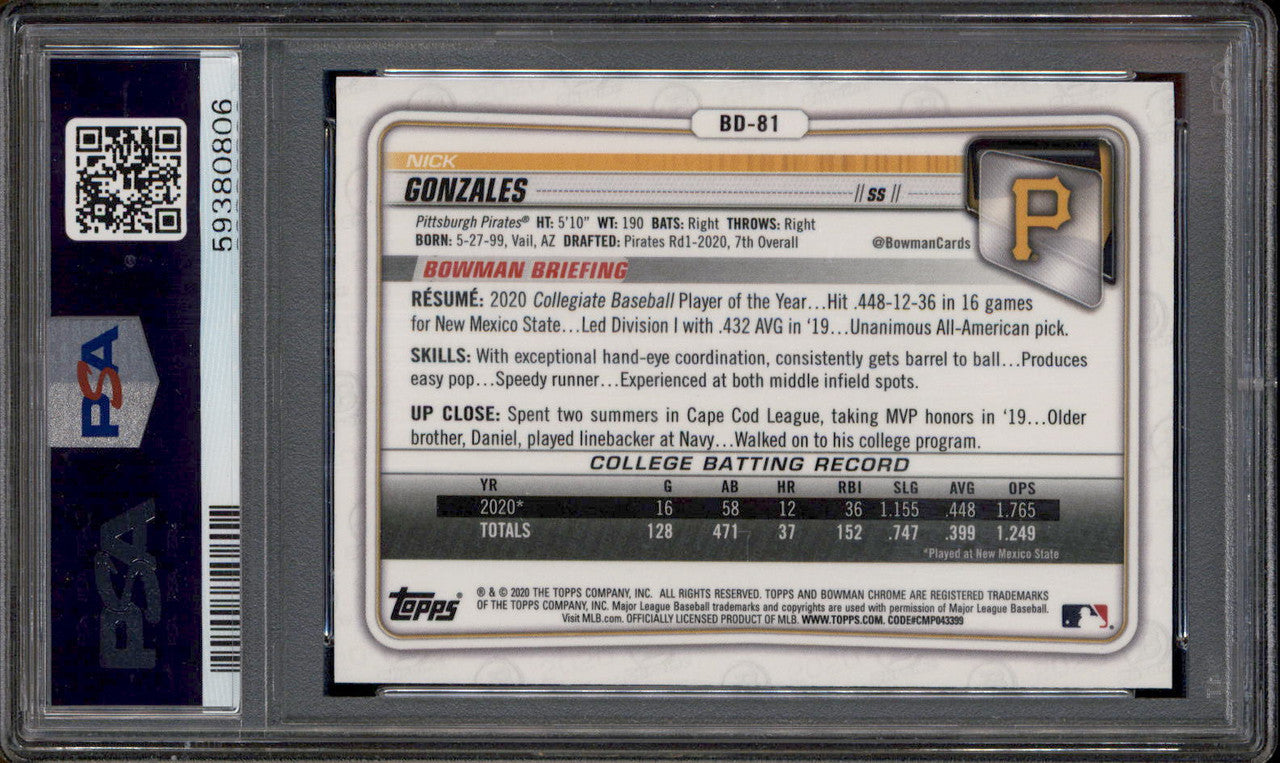 59380806
PSA
PSA
BD-81
NICK
GONZALES
|| SS ||
P
Pittsburgh Pirates® HT: 5'10" WT: 190 BATS: Right THROWS: Right
BORN: 5-27-99, Vail, AZ DRAFTED: Pirates Rd1-2020, 7th Overall
@BowmanCards
BOWMAN BRIEFING
RÉSUMÉ: 2020 Collegiate Baseball Player of the Year...Hit .448-12-36 in 16 games
for New Mexico State...Led Division I with .432 AVG in '19...Unanimous All-American pick.
SKILLS: With exceptional hand-eye coordination, consistently gets barrel to ball...Produces
easy pop...Speedy runner...Experienced at both middle infield spots.
UP CLOSE: Spent two summers in Cape Cod League, taking MVP honors in '19...Older
brother, Daniel, played linebacker at Navy...Walked on to his college program.
COLLEGE BATTING RECORD
YR G AB HR RBI SLG AVG OPS
2020* 16 58 12 36 1.155 .448 1.765
TOTALS 128 471 37 152 .747 .399 1.249
*Played at New Mexico State
topps®
® & © 2020 THE TOPPS COMPANY, INC. ALL RIGHTS RESERVED. TOPPS AND BOWMAN CHROME ARE REGISTERED TRADEMARKS
OF THE TOPPS COMPANY, INC. Major League Baseball trademarks and copyrights are used with permission of Major League Baseball.
Visit MLB.com. OFFICIALLY LICENSED PRODUCT OF MLB. WWW.TOPPS.COM. CODE#CMP043399